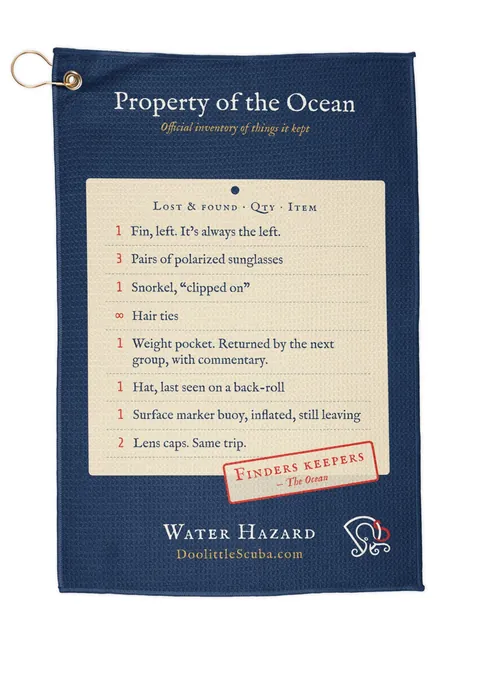 Property of the Ocean
Official inventory of things it kept
Lost & found · Qty · Item
1 Fin, left. It's always the left.
3 Pairs of polarized sunglasses
1 Snorkel, “clipped on”
∞ Hair ties
1 Weight pocket. Returned by the next
group, with commentary.
1 Hat, last seen on a back-roll
1 Surface marker buoy, inflated, still leaving
2 Lens caps. Same trip.
Finders keepers
– The Ocean
Water Hazard
DoolittleScuba.com